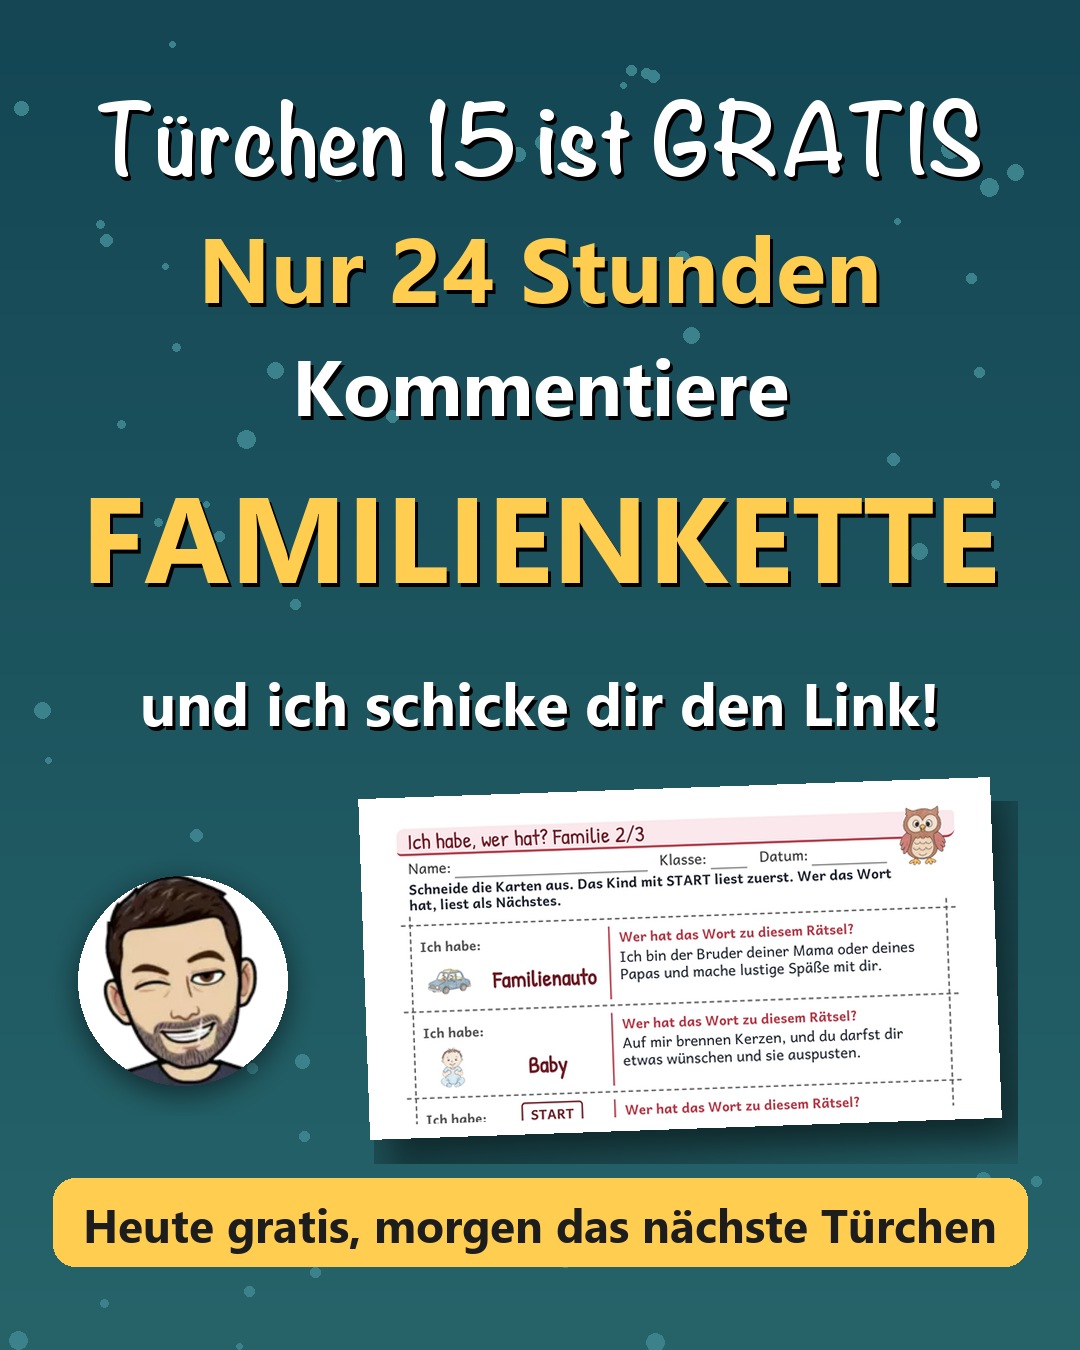 Türchen 15 ist GRATIS
Nur 24 Stunden
Kommentiere
FAMILIENKETTE
und ich schicke dir den Link!
Ich habe, wer hat? Familie 2/3
Name: Klasse: Datum:
Schneide die Karten aus. Das Kind mit START liest zuerst. Wer das Wort
hat, liest als Nächstes.
Ich habe:
Familienauto
Wer hat das Wort zu diesem Rätsel?
Ich bin der Bruder deiner Mama oder deines
Papas und mache lustige Späße mit dir.
Ich habe:
Baby
Wer hat das Wort zu diesem Rätsel?
Auf mir brennen Kerzen, und du darfst dir
etwas wünschen und sie auspusten.
Ich habe:
START
Wer hat das Wort zu diesem Rätsel?
Heute gratis, morgen das nächste Türchen